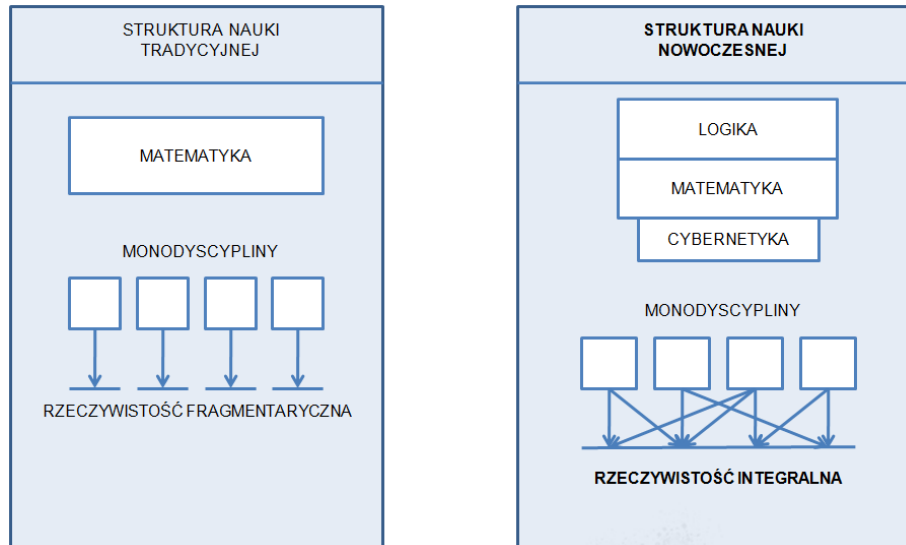 STRUKTURA NAUKI
TRADYCYJNEJ
MATEMATYKA
MONODYSCYPLINY
RZECZYWISTOŚĆ FRAGMENTARYCZNA
STRUKTURA NAUKI
NOWOCZESNEJ
LOGIKA
MATEMATYKA
CYBERNETYKA
MONODYSCYPLINY
RZECZYWISTOŚĆ INTEGRALNA